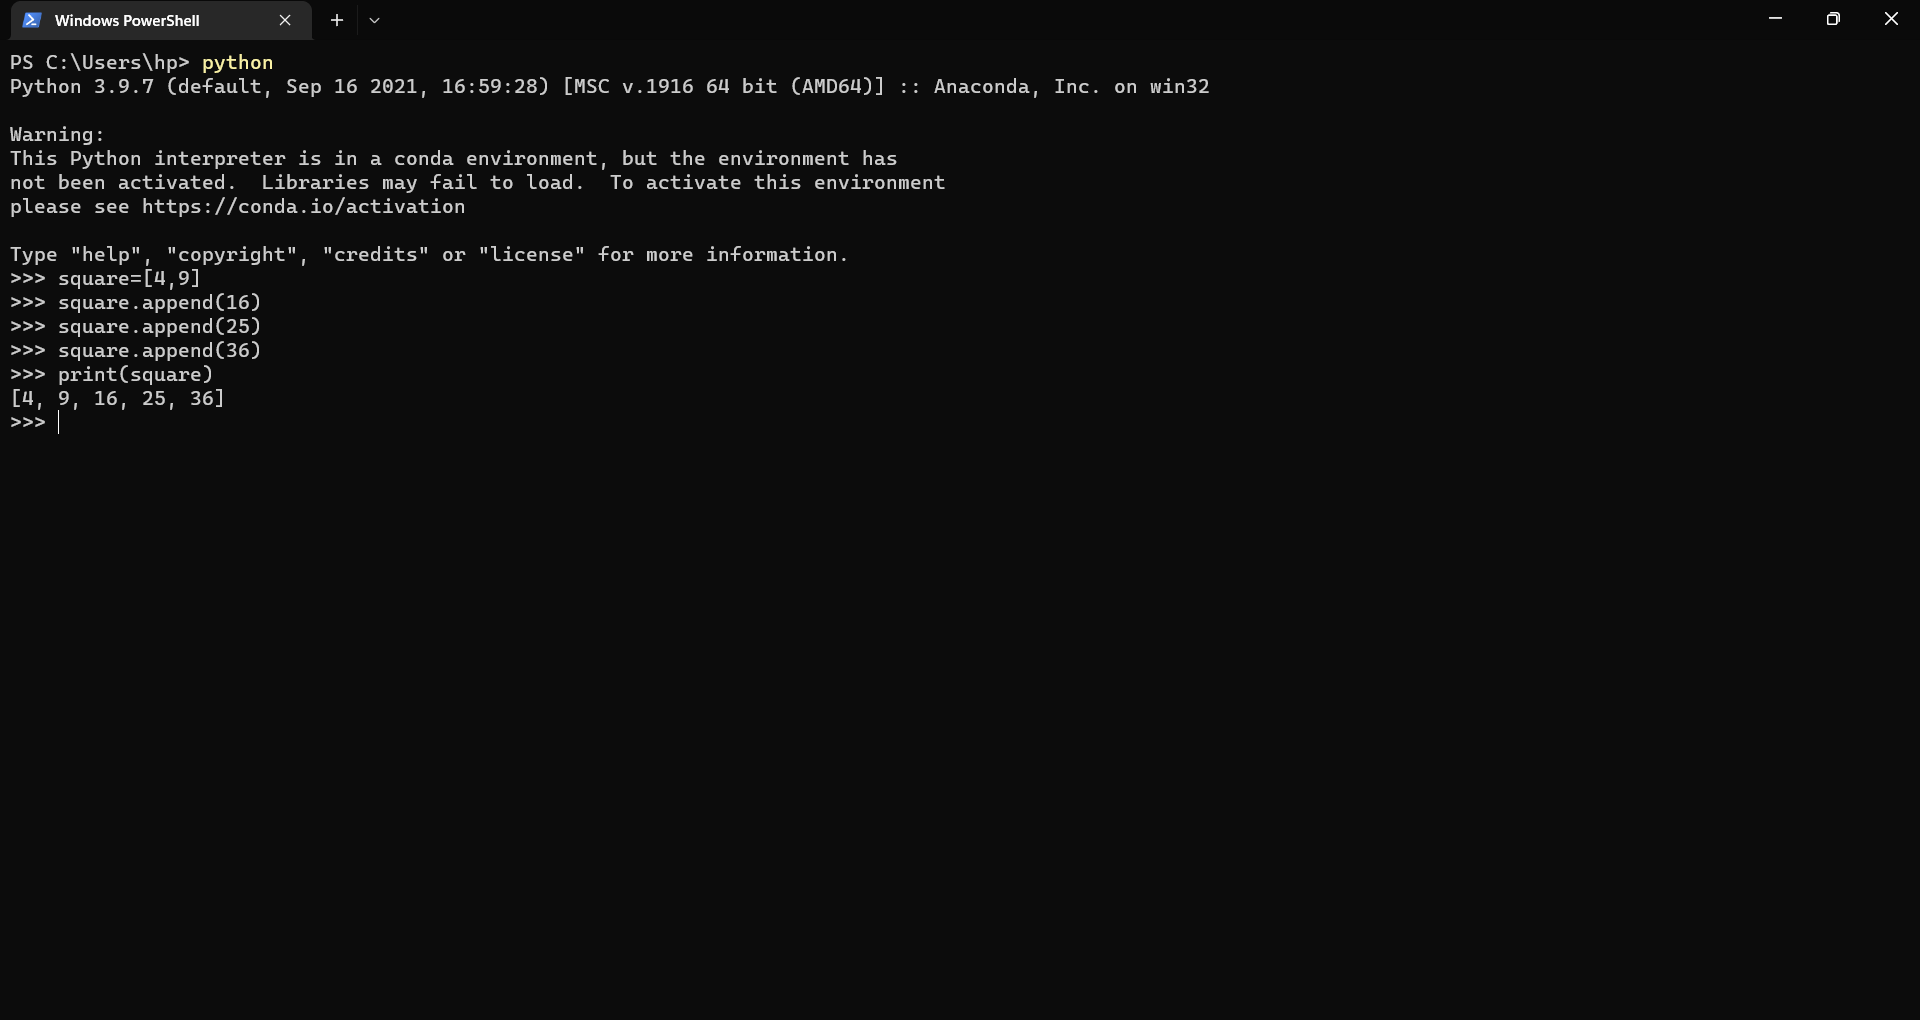 Windows PowerShell
PS C:\Users\hp> python
Python 3.9.7 (default, Sep 16 2021, 16:59:28) [MSC v.1916 64 bit (AMD64)] :: Anaconda, Inc. on win32
Warning:
This Python interpreter is in a conda environment, but the environment has
not been activated.  Libraries may fail to load.  To activate this environment
please see https://conda.io/activation
Type "help", "copyright", "credits" or "license" for more information.
>>> square=[4,9]
>>> square.append(16)
>>> square.append(25)
>>> square.append(36)
>>> print(square)
[4, 9, 16, 25, 36]
>>>